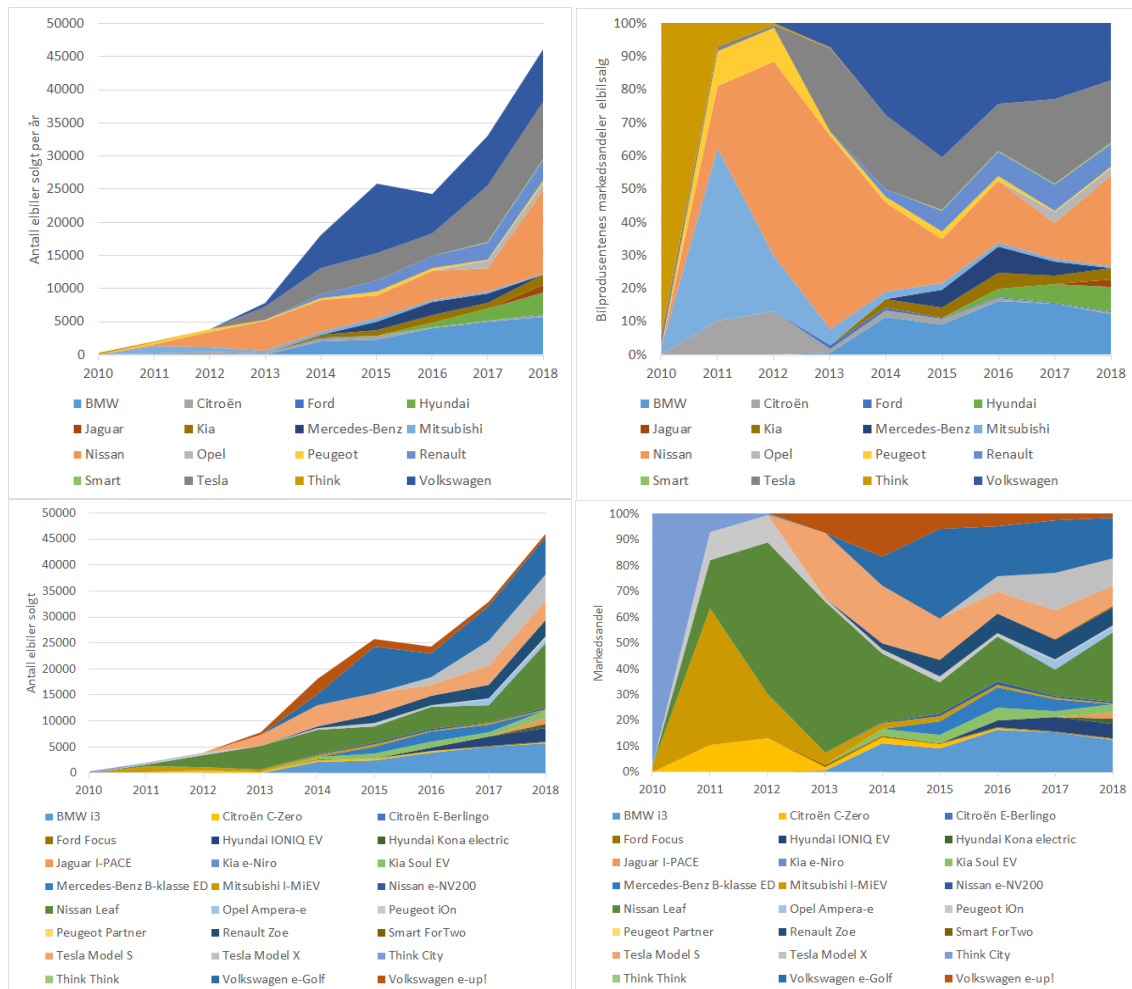 50000
45000
40000
35000
30000
25000
20000
15000
10000
5000
0
Antall elbiler solgt per år
2010 2011 2012 2013 2014 2015 2016 2017 2018
BMW Citroën Ford Hyundai
Jaguar Kia Mercedes-Benz Mitsubishi
Nissan Opel Peugeot Renault
Smart Tesla Think Volkswagen
100%
90%
80%
70%
60%
50%
40%
30%
20%
10%
0%
Bilprodusentenes markedsandeler elbilsalg
2010 2011 2012 2013 2014 2015 2016 2017 2018
BMW Citroën Ford Hyundai
Jaguar Kia Mercedes-Benz Mitsubishi
Nissan Opel Peugeot Renault
Smart Tesla Think Volkswagen
50000
45000
40000
35000
30000
25000
20000
15000
10000
5000
0
Antall elbiler solgt
2010 2011 2012 2013 2014 2015 2016 2017 2018
BMW i3 Citroën C-Zero Citroën E-Berlingo
Ford Focus Hyundai IONIQ EV Hyundai Kona electric
Jaguar I-PACE Kia e-Niro Kia Soul EV
Mercedes-Benz B-klasse ED Mitsubishi I-MiEV Nissan e-NV200
Nissan Leaf Opel Ampera-e Peugeot iOn
Peugeot Partner Renault Zoe Smart ForTwo
Tesla Model S Tesla Model X Think City
Think Think Volkswagen e-Golf Volkswagen e-up!
100%
90%
80%
70%
60%
50%
40%
30%
20%
10%
0%
Markedsandel
2010 2011 2012 2013 2014 2015 2016 2017 2018
BMW i3 Citroën C-Zero Citroën E-Berlingo
Ford Focus Hyundai IONIQ EV Hyundai Kona electric
Jaguar I-PACE Kia e-Niro Kia Soul EV
Mercedes-Benz B-klasse ED Mitsubishi I-MiEV Nissan e-NV200
Nissan Leaf Opel Ampera-e Peugeot iOn
Peugeot Partner Renault Zoe Smart ForTwo
Tesla Model S Tesla Model X Think City
Think Think Volkswagen e-Golf Volkswagen e-up!